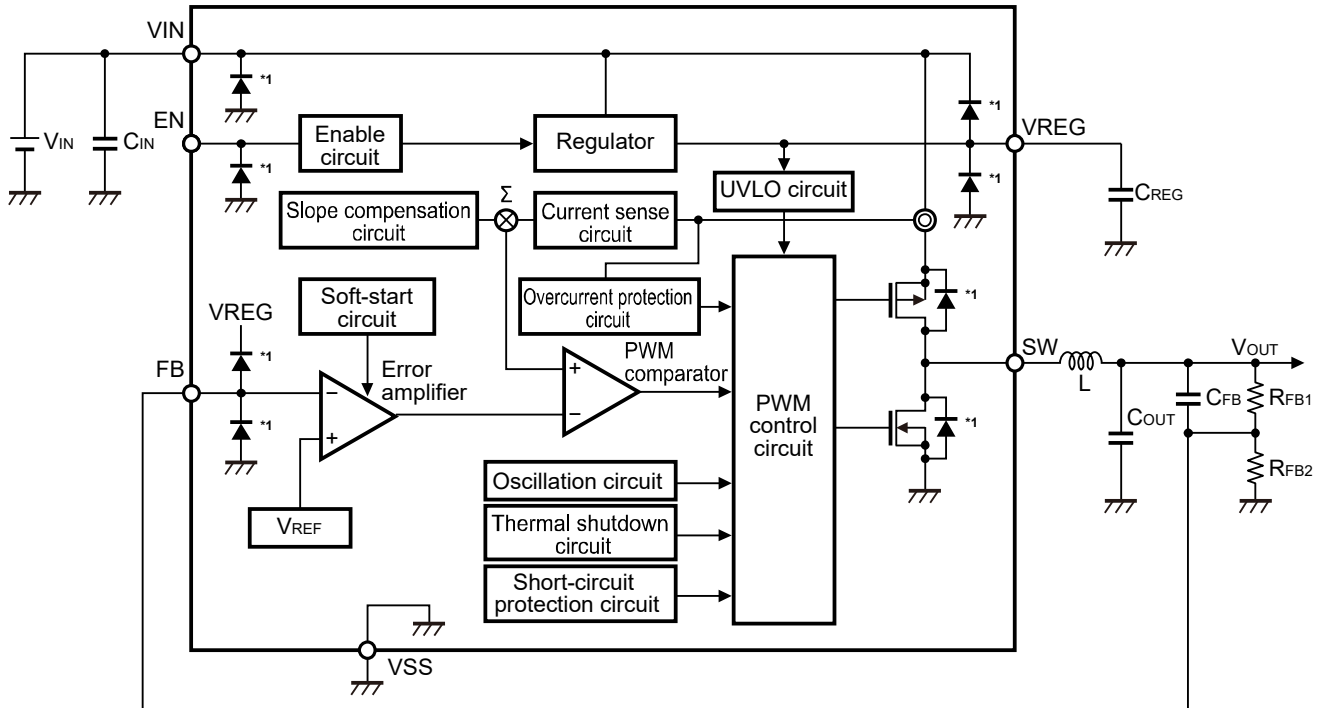 VIN
*1
*1
EN
Enable
circuit
Regulator
*1
VREG
VIN
CIN
*1
UVLO circuit
*1
CREG
Slope compensation
circuit
Σ
Current sense
circuit
Soft-start
circuit
Overcurrent protection
circuit
*1
VREG
*1
FB
Error
amplifier
PWM
comparator
SW
L
VOUT
−
+
+
−
*1
PWM
control
circuit
*1
COUT
CFB
RFB1
RFB2
VREF
Oscillation circuit
Thermal shutdown
circuit
Short-circuit
protection circuit
VSS